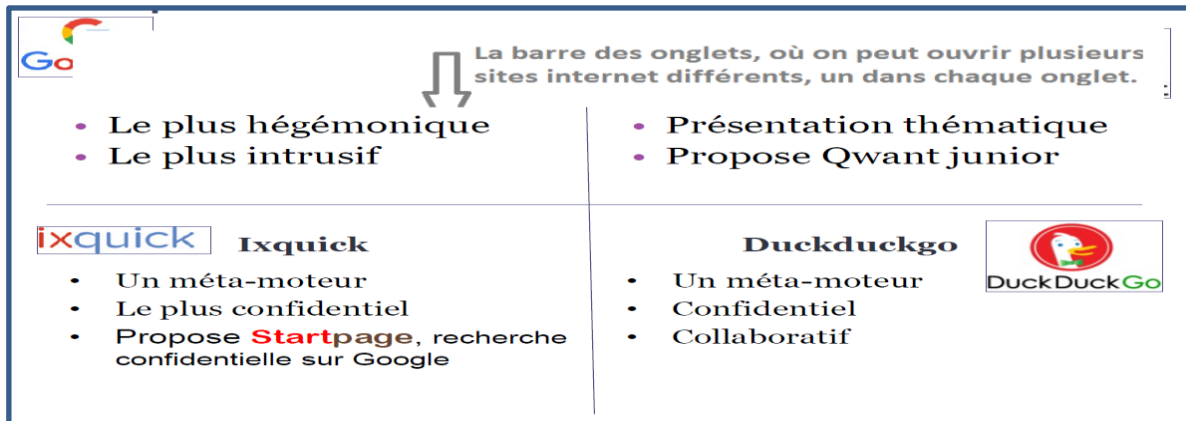 Go
La barre des onglets, où on peut ouvrir plusieurs
sites internet différents, un dans chaque onglet.
• Le plus hégémonique
• Le plus intrusif
• Présentation thématique
• Propose Qwant junior
ixquick
Ixquick
• Un méta-moteur
• Le plus confidentiel
• Propose Startpage, recherche
confidentielle sur Google
Duckduckgo
DuckDuckGo
• Un méta-moteur
• Confidentiel
• Collaboratif